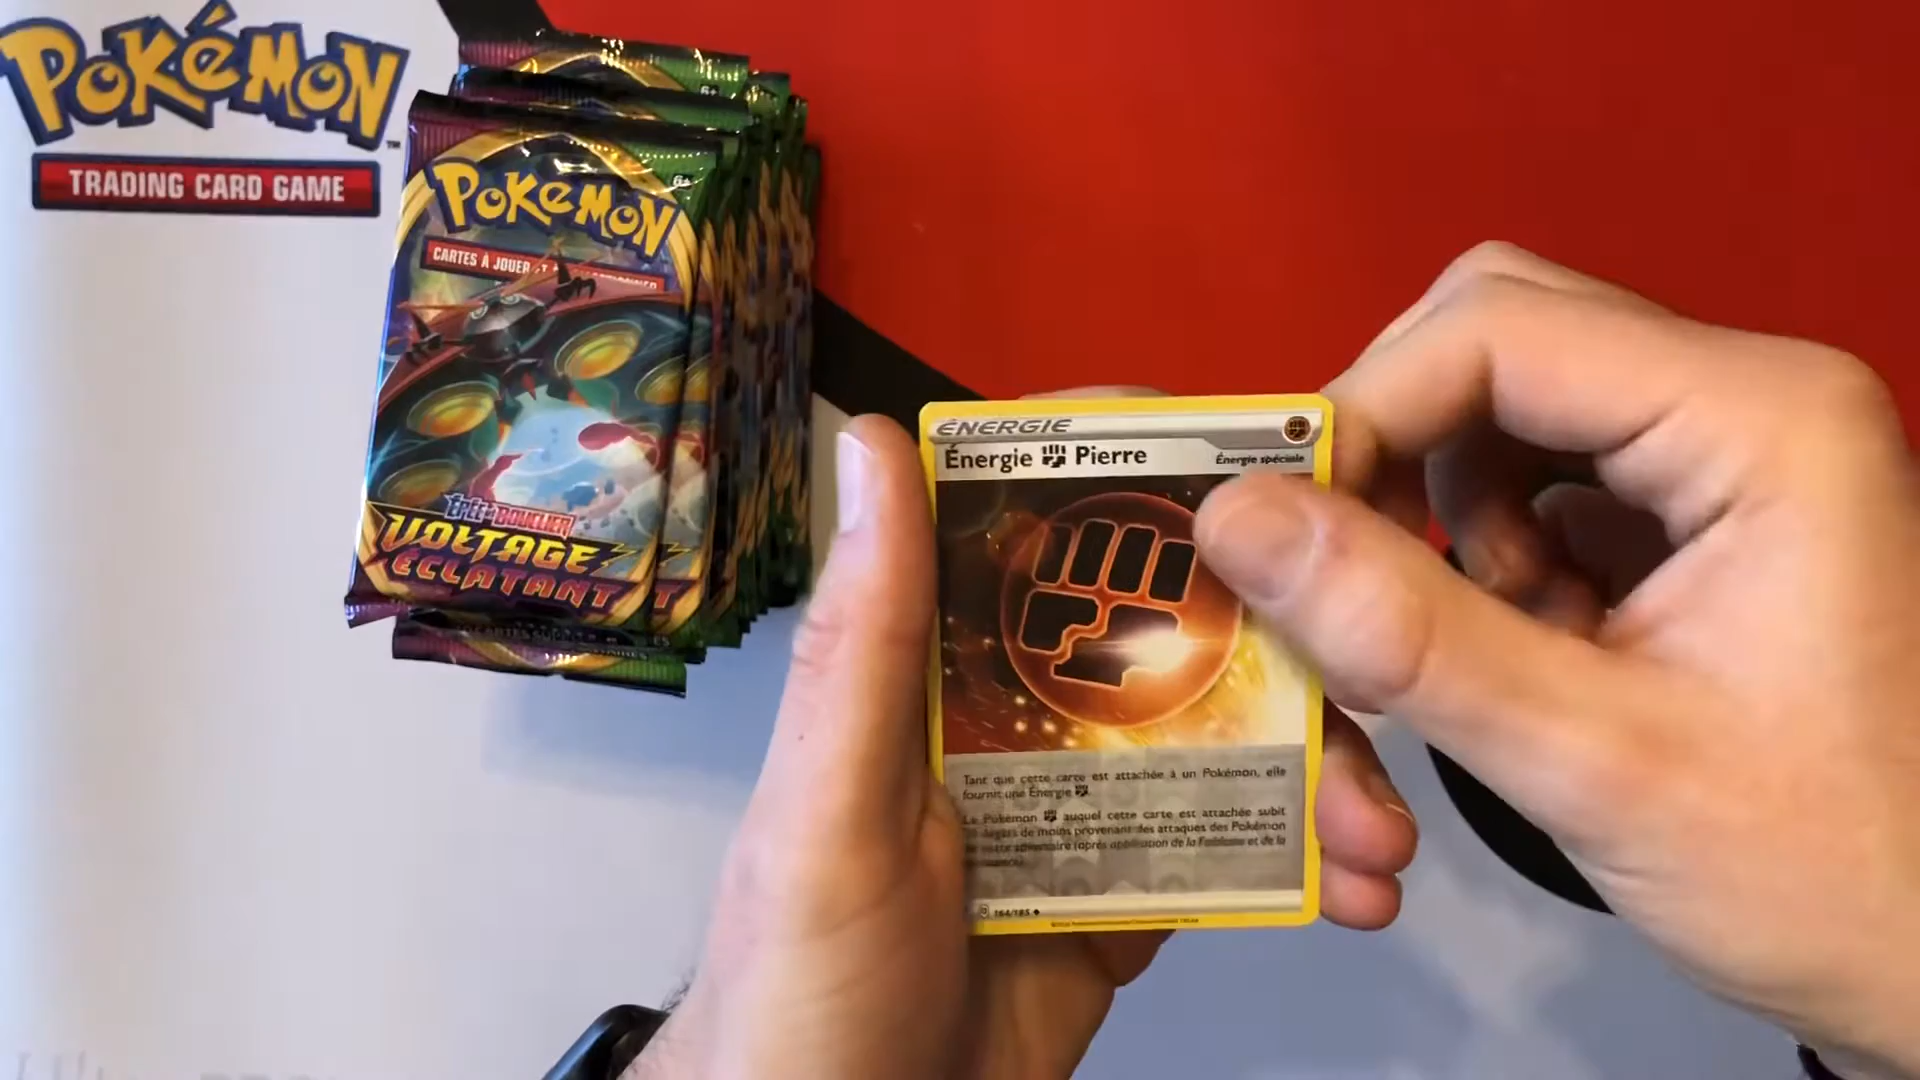 POKéMON
TRADING CARD GAME
6+
6+
POKéMON
CARTES À JOUER ET À
ÉPÉE ET BOUCLIER
VOLTAGE
ÉCLATANT
ÉNERGIE
Énergie Pierre
Énergie spéciale
Tant que cette carte est attachée à un Pokémon, elle
fournit une Énergie
Le Pokémon auquel cette carte est attachée subit
dégâts de moins provenant des attaques des Pokémon
de votre adversaire (après application de la Faiblesse et de la
164/185